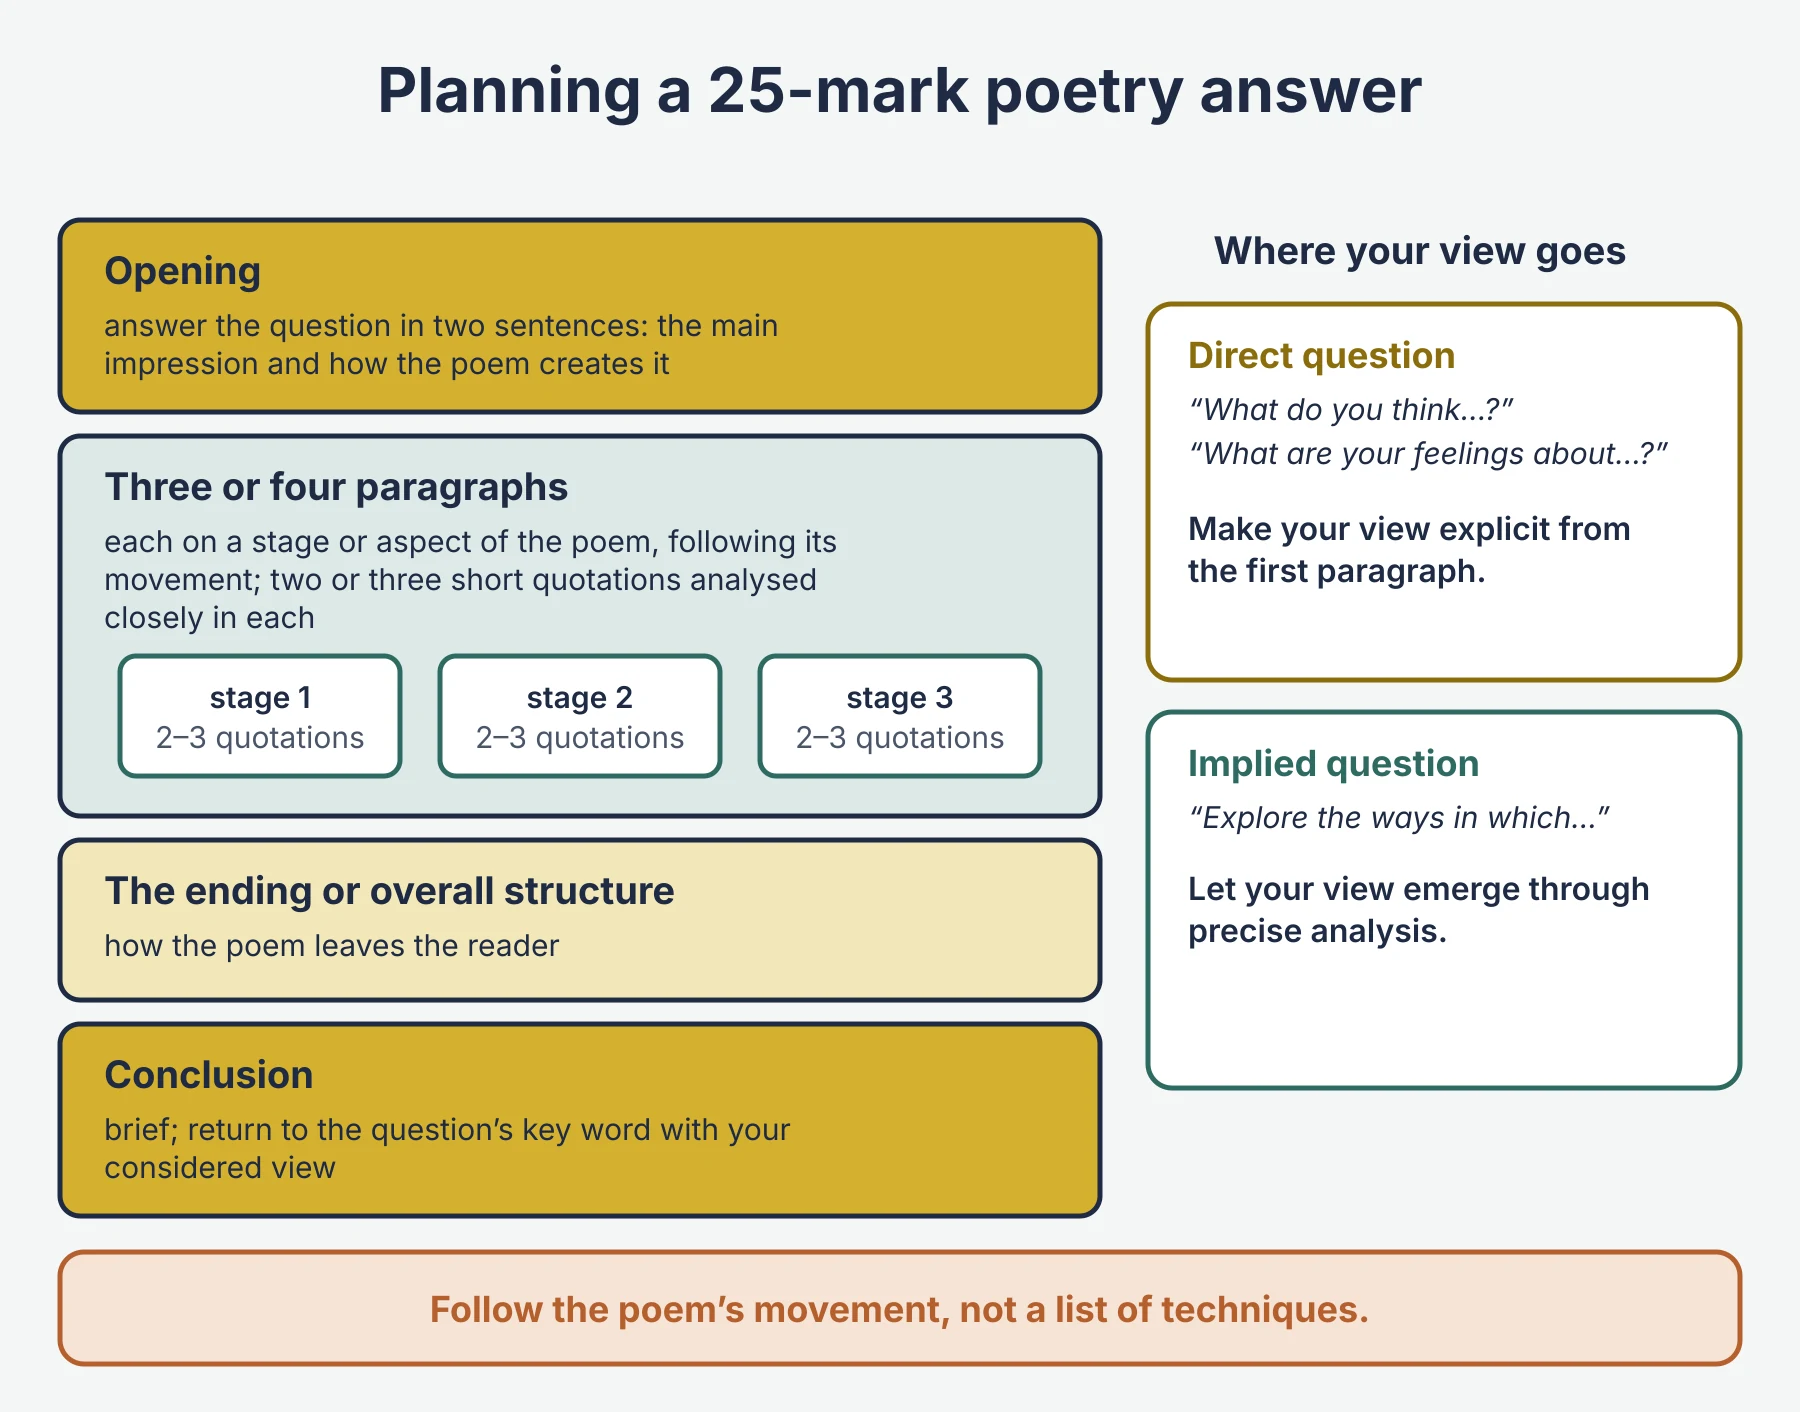 Planning a 25-mark poetry answer
Opening
answer the question in two sentences: the main
impression and how the poem creates it
Three or four paragraphs
each on a stage or aspect of the poem, following its
movement; two or three short quotations analysed
closely in each
stage 1
2–3 quotations
stage 2
2–3 quotations
stage 3
2–3 quotations
The ending or overall structure
how the poem leaves the reader
Conclusion
brief; return to the question’s key word with your
considered view
Where your view goes
Direct question
“What do you think…?”
“What are your feelings about…?”
Make your view explicit from
the first paragraph.
Implied question
“Explore the ways in which…”
Let your view emerge through
precise analysis.
Follow the poem’s movement, not a list of techniques.